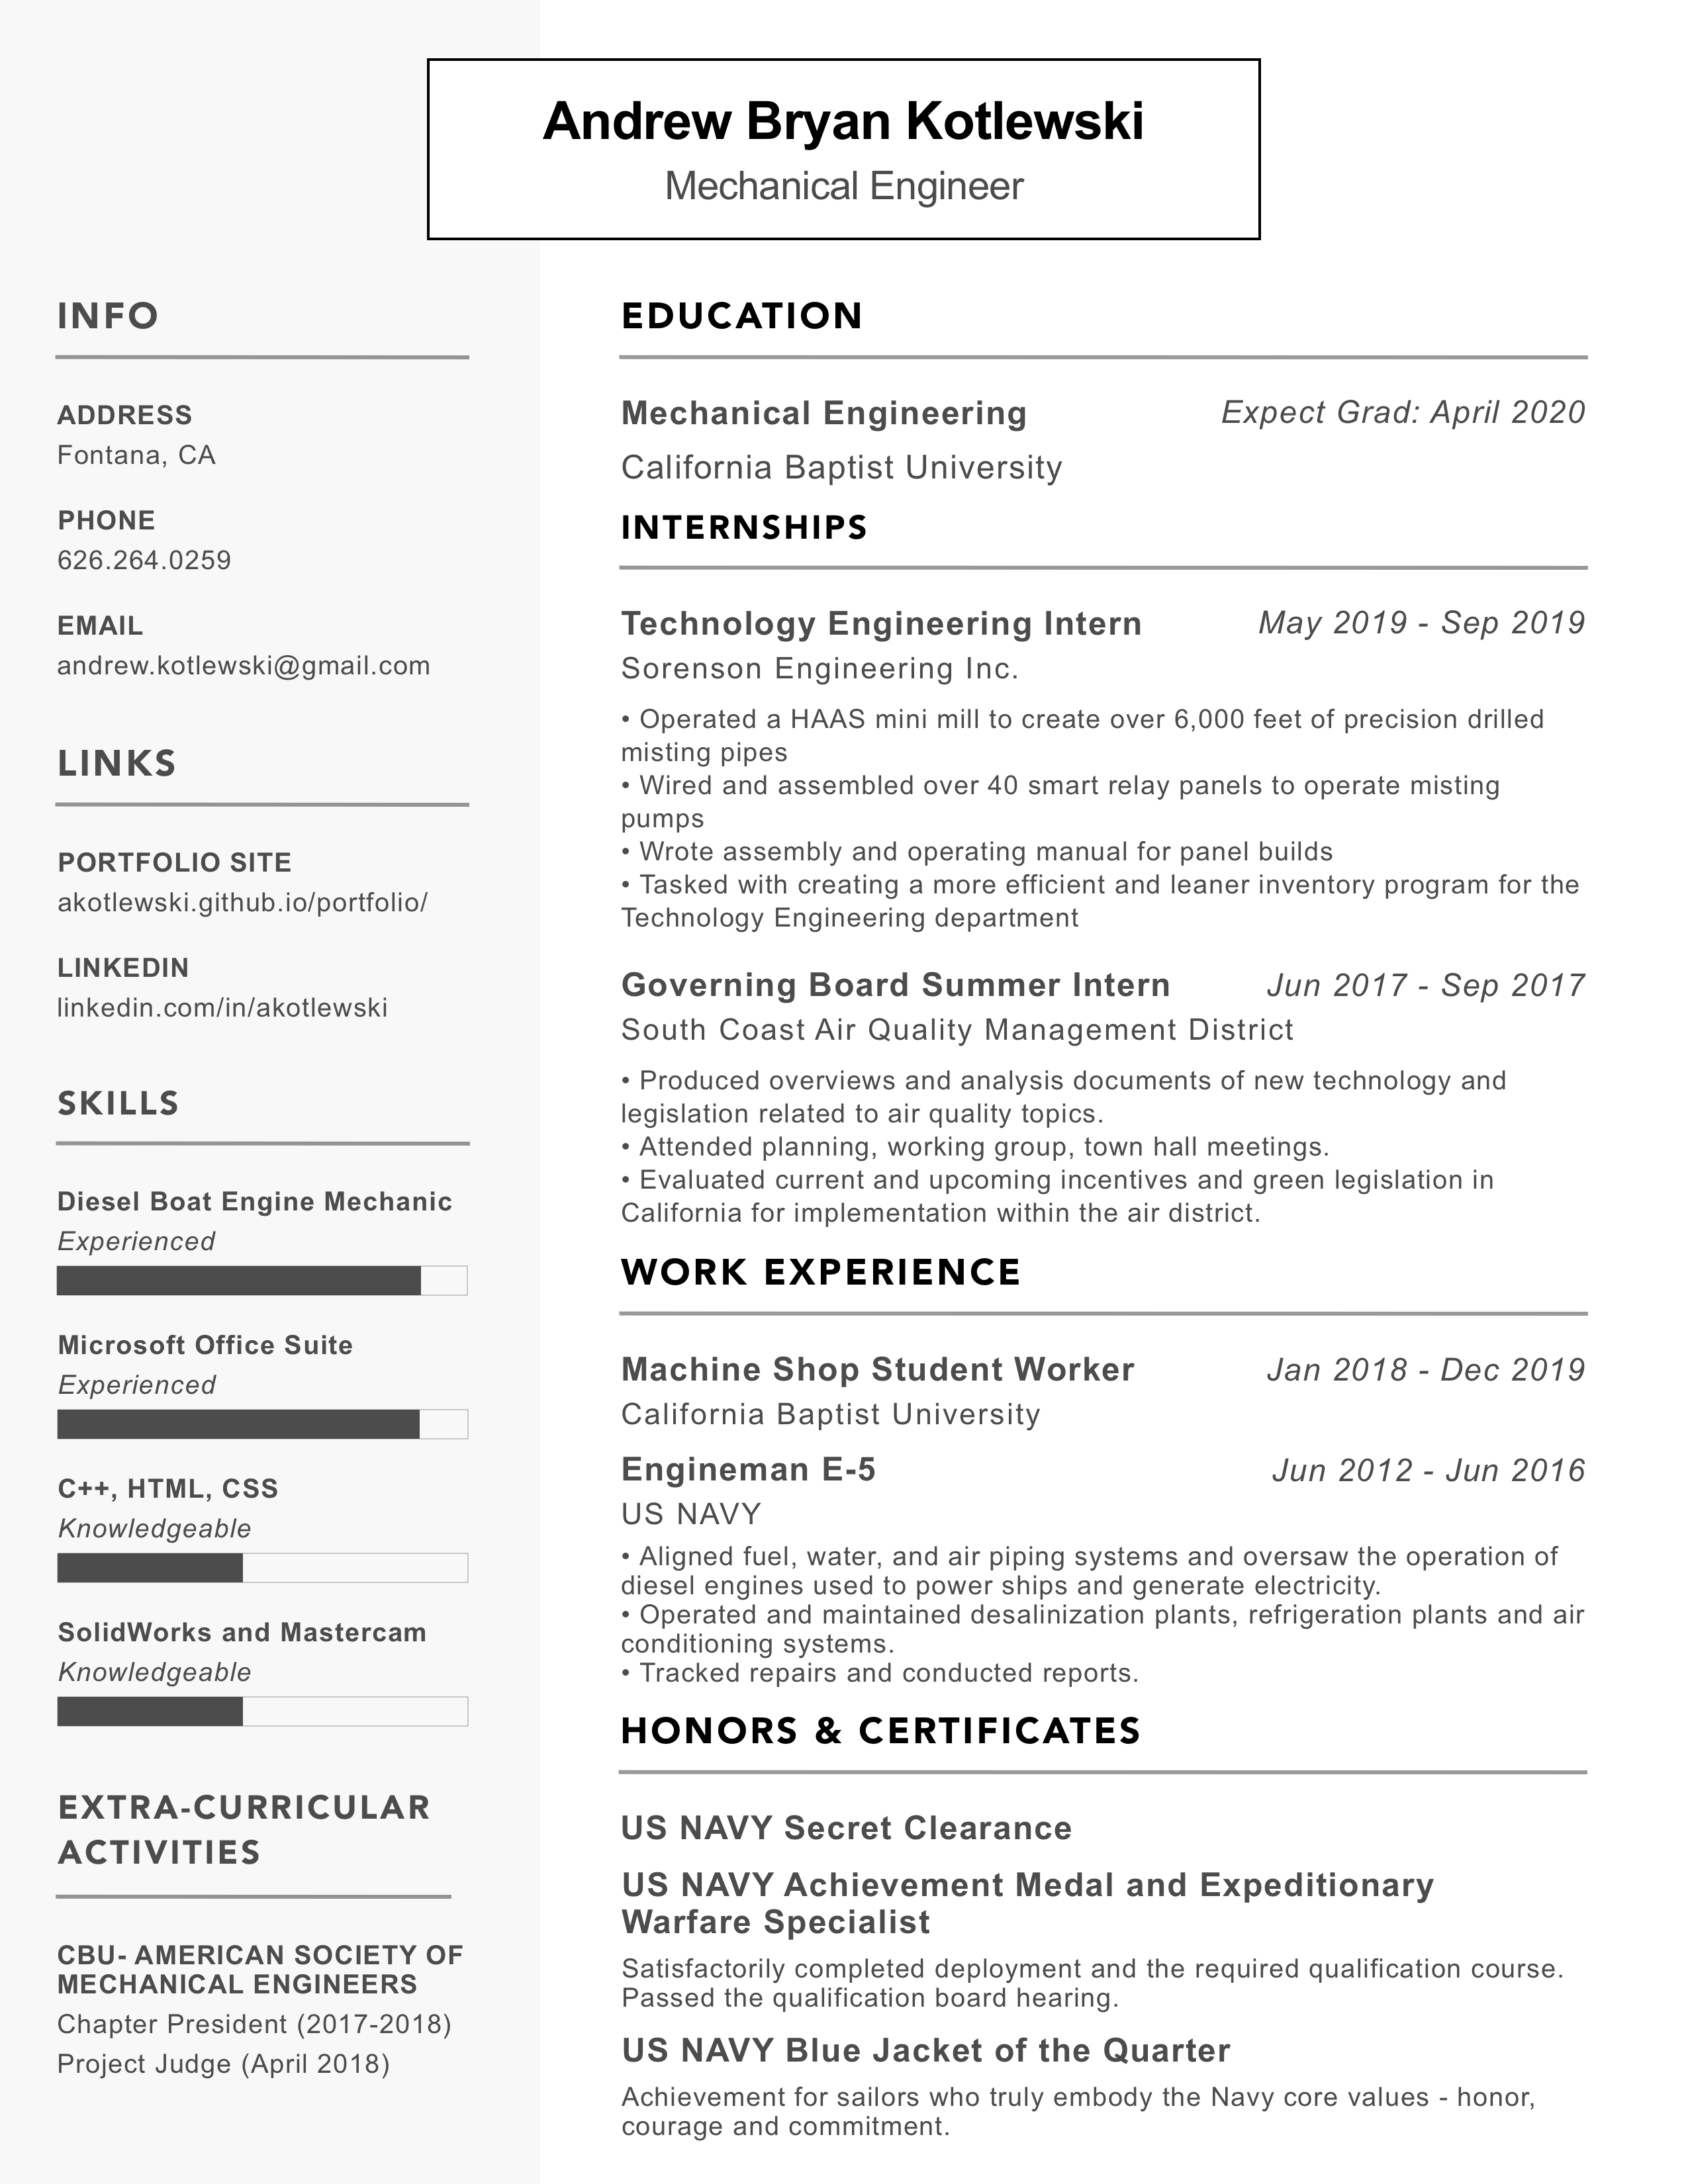 Andrew Bryan Kotlewski
Mechanical Engineer
INFO
ADDRESS
Fontana, CA
PHONE
626.264.0259
EMAIL
andrew.kotlewski@gmail.com
LINKS
PORTFOLIO SITE
akotlewski.github.io/portfolio/
LINKEDIN
linkedin.com/in/akotlewski
SKILLS
Diesel Boat Engine Mechanic
Experienced
Microsoft Office Suite
Experienced
C++, HTML, CSS
Knowledgeable
SolidWorks and Mastercam
Knowledgeable
EXTRA-CURRICULAR
ACTIVITIES
CBU- AMERICAN SOCIETY OF
MECHANICAL ENGINEERS
Chapter President (2017-2018)
Project Judge (April 2018)
EDUCATION
Mechanical Engineering Expect Grad: April 2020
California Baptist University
INTERNSHIPS
Technology Engineering Intern May 2019 - Sep 2019
Sorenson Engineering Inc.
• Operated a HAAS mini mill to create over 6,000 feet of precision drilled
misting pipes
• Wired and assembled over 40 smart relay panels to operate misting
pumps
• Wrote assembly and operating manual for panel builds
• Tasked with creating a more efficient and leaner inventory program for the
Technology Engineering department
Governing Board Summer Intern Jun 2017 - Sep 2017
South Coast Air Quality Management District
• Produced overviews and analysis documents of new technology and
legislation related to air quality topics.
• Attended planning, working group, town hall meetings.
• Evaluated current and upcoming incentives and green legislation in
California for implementation within the air district.
WORK EXPERIENCE
Machine Shop Student Worker Jan 2018 - Dec 2019
California Baptist University
Engineman E-5 Jun 2012 - Jun 2016
US NAVY
• Aligned fuel, water, and air piping systems and oversaw the operation of
diesel engines used to power ships and generate electricity.
• Operated and maintained desalinization plants, refrigeration plants and air
conditioning systems.
• Tracked repairs and conducted reports.
HONORS & CERTIFICATES
US NAVY Secret Clearance
US NAVY Achievement Medal and Expeditionary
Warfare Specialist
Satisfactorily completed deployment and the required qualification course.
Passed the qualification board hearing.
US NAVY Blue Jacket of the Quarter
Achievement for sailors who truly embody the Navy core values - honor,
courage and commitment.